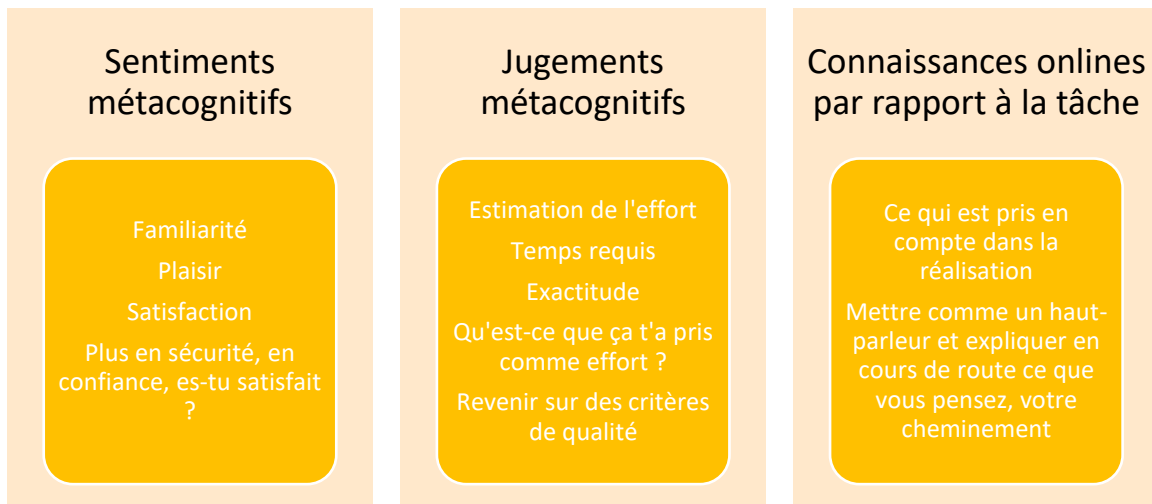 Sentiments
métacognitifs
Familiarité
Plaisir
Satisfaction
Plus en sécurité, en
confiance, es-tu satisfait
?
Jugements
métacognitifs
Estimation de l'effort
Temps requis
Exactitude
Qu'est-ce que ça t'a pris
comme effort ?
Revenir sur des critères
de qualité
Connaissances onlines
par rapport à la tâche
Ce qui est pris en
compte dans la
réalisation
Mettre comme un haut-
parleur et expliquer en
cours de route ce que
vous pensez, votre
cheminement